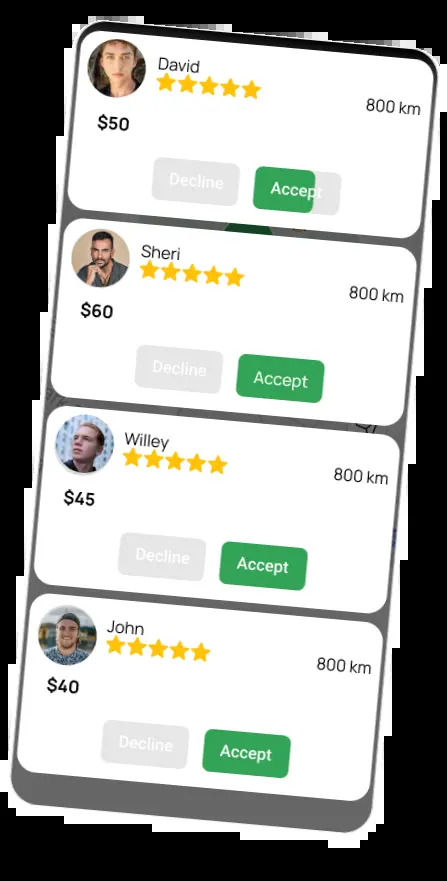 David
800 km
$50
Decline Accept
Sheri
800 km
$60
Decline Accept
Willey
800 km
$45
Decline Accept
John
800 km
$40
Decline Accept